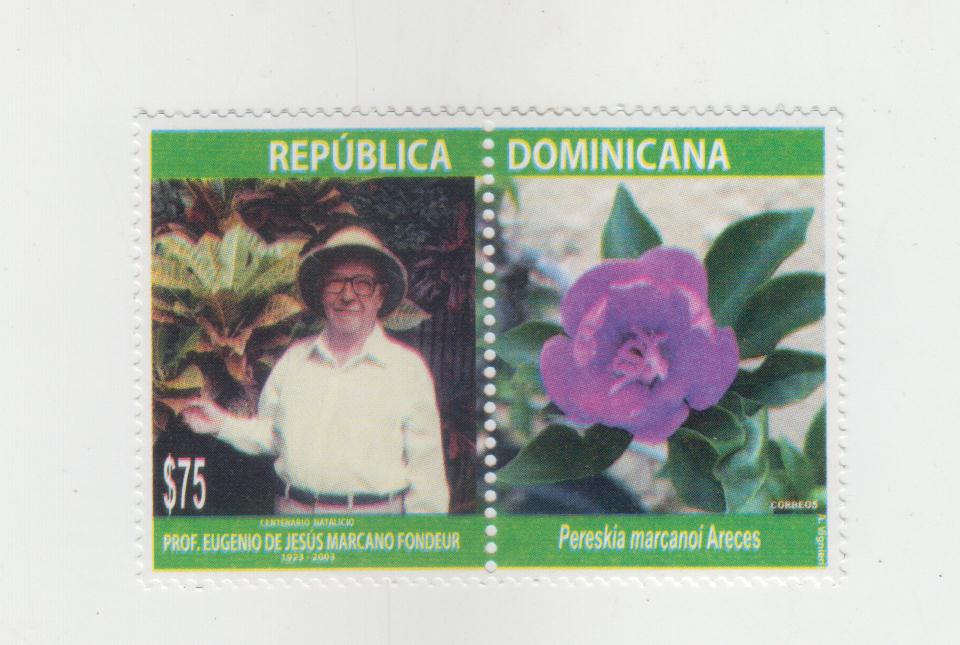 REPÚBLICA DOMINICANA
$75
CENTENARIO NATALICIO
PROF. EUGENIO DE JESÚS MARCANO FONDEUR
1923 - 2003
CORREOS
Pereskia marcanoi Areces
A. Vignieri